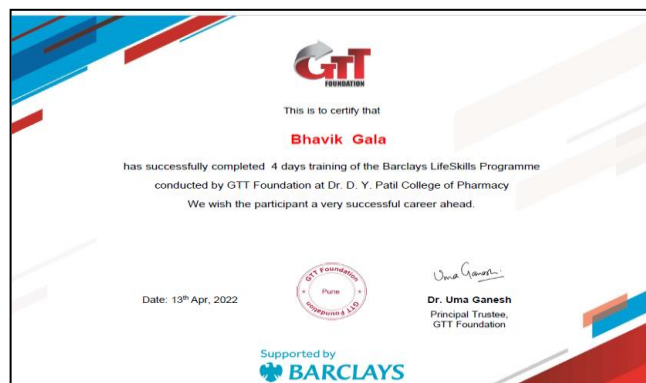 GTT
FOUNDATION
This is to certify that
Bhavik Gala
has successfully completed 4 days training of the Barclays LifeSkills Programme
conducted by GTT Foundation at Dr. D. Y. Patil College of Pharmacy
We wish the participant a very successful career ahead.
GTT Foundation
Pune
GTT Foundation
Uma Ganesh
Date: 13th Apr, 2022
Dr. Uma Ganesh
Principal Trustee,
GTT Foundation
Supported by
BARCLAYS